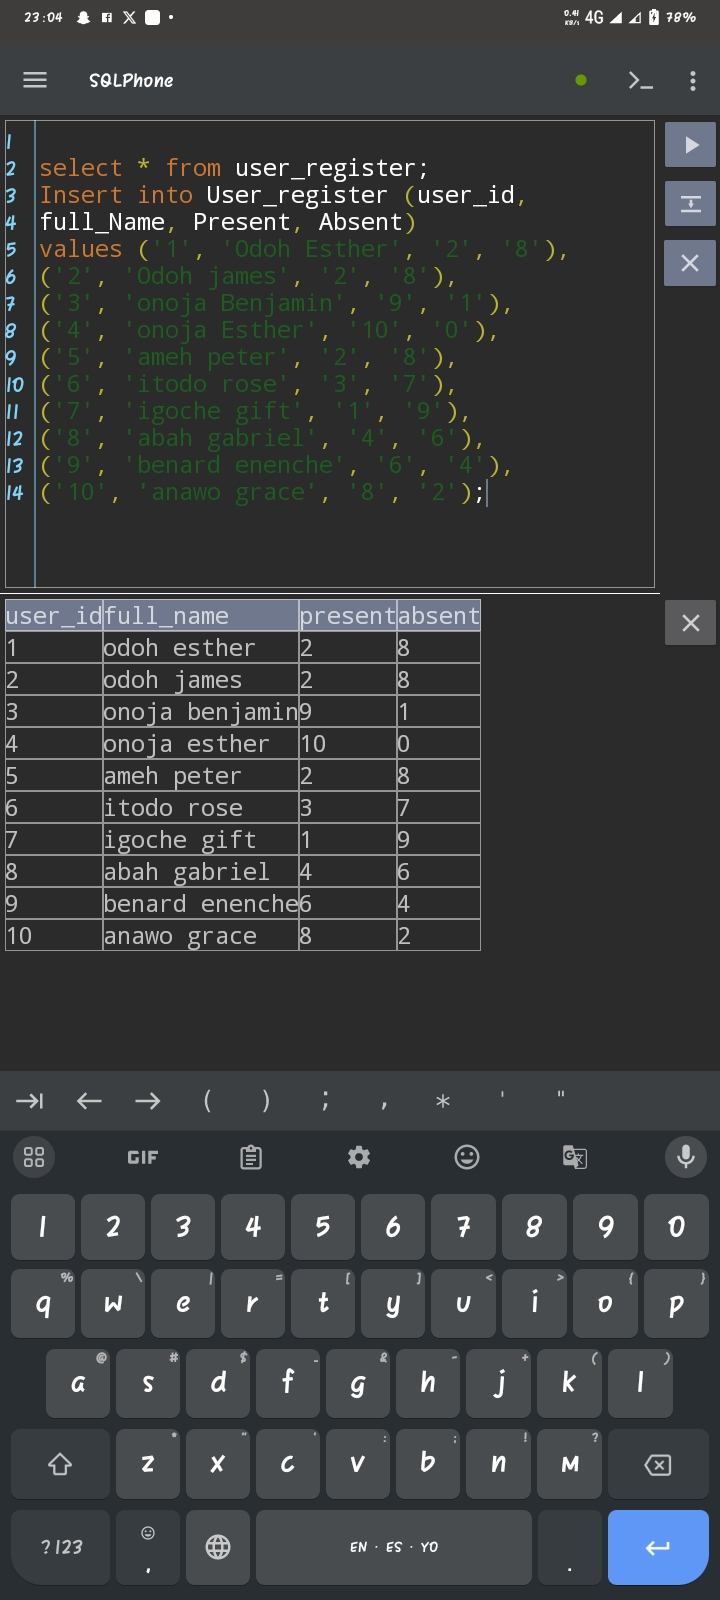 23:04 0.41 KB/s 4G 78%
SQLPhone
1
2 select * from user_register;
3 Insert into User_register (user_id,
4 full_Name, Present, Absent)
5 values ('1', 'Odoh Esther', '2', '8'),
6 ('2', 'Odoh james', '2', '8'),
7 ('3', 'onoja Benjamin', '9', '1'),
8 ('4', 'onoja Esther', '10', '0'),
9 ('5', 'ameh peter', '2', '8'),
10 ('6', 'itodo rose', '3', '7'),
11 ('7', 'igoche gift', '1', '9'),
12 ('8', 'abah gabriel', '4', '6'),
13 ('9', 'benard enenche', '6', '4'),
14 ('10', 'anawo grace', '8', '2');
user_id full_name present absent
1 odoh esther 2 8
2 odoh james 2 8
3 onoja benjamin 9 1
4 onoja esther 10 0
5 ameh peter 2 8
6 itodo rose 3 7
7 igoche gift 1 9
8 abah gabriel 4 6
9 benard enenche 6 4
10 anawo grace 8 2
( ) ; , * ' "
GIF
1 2 3 4 5 6 7 8 9 0
% \ | = [ ] < > { }
q w e r t y u i o p
@ # $ _ & - + ( )
a s d f g h j k l
* " ' : ; ! ?
z x c v b n m
?123 , EN · ES · YO .